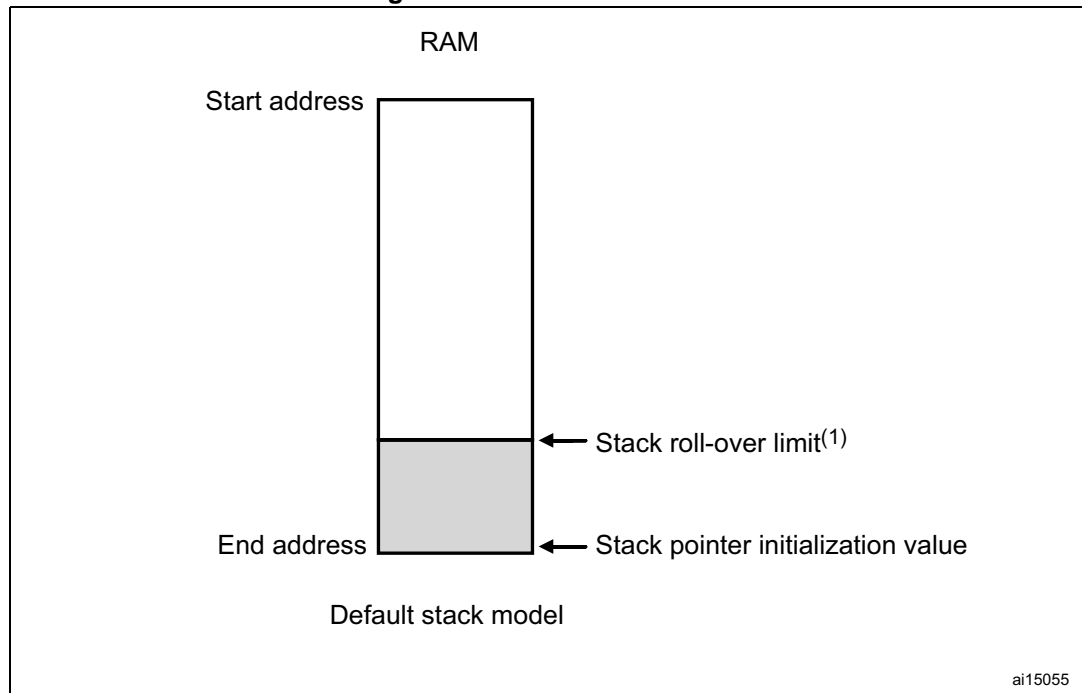 RAM
Start address
Stack roll-over limit(1)
End address
Stack pointer initialization value
Default stack model
ai15055